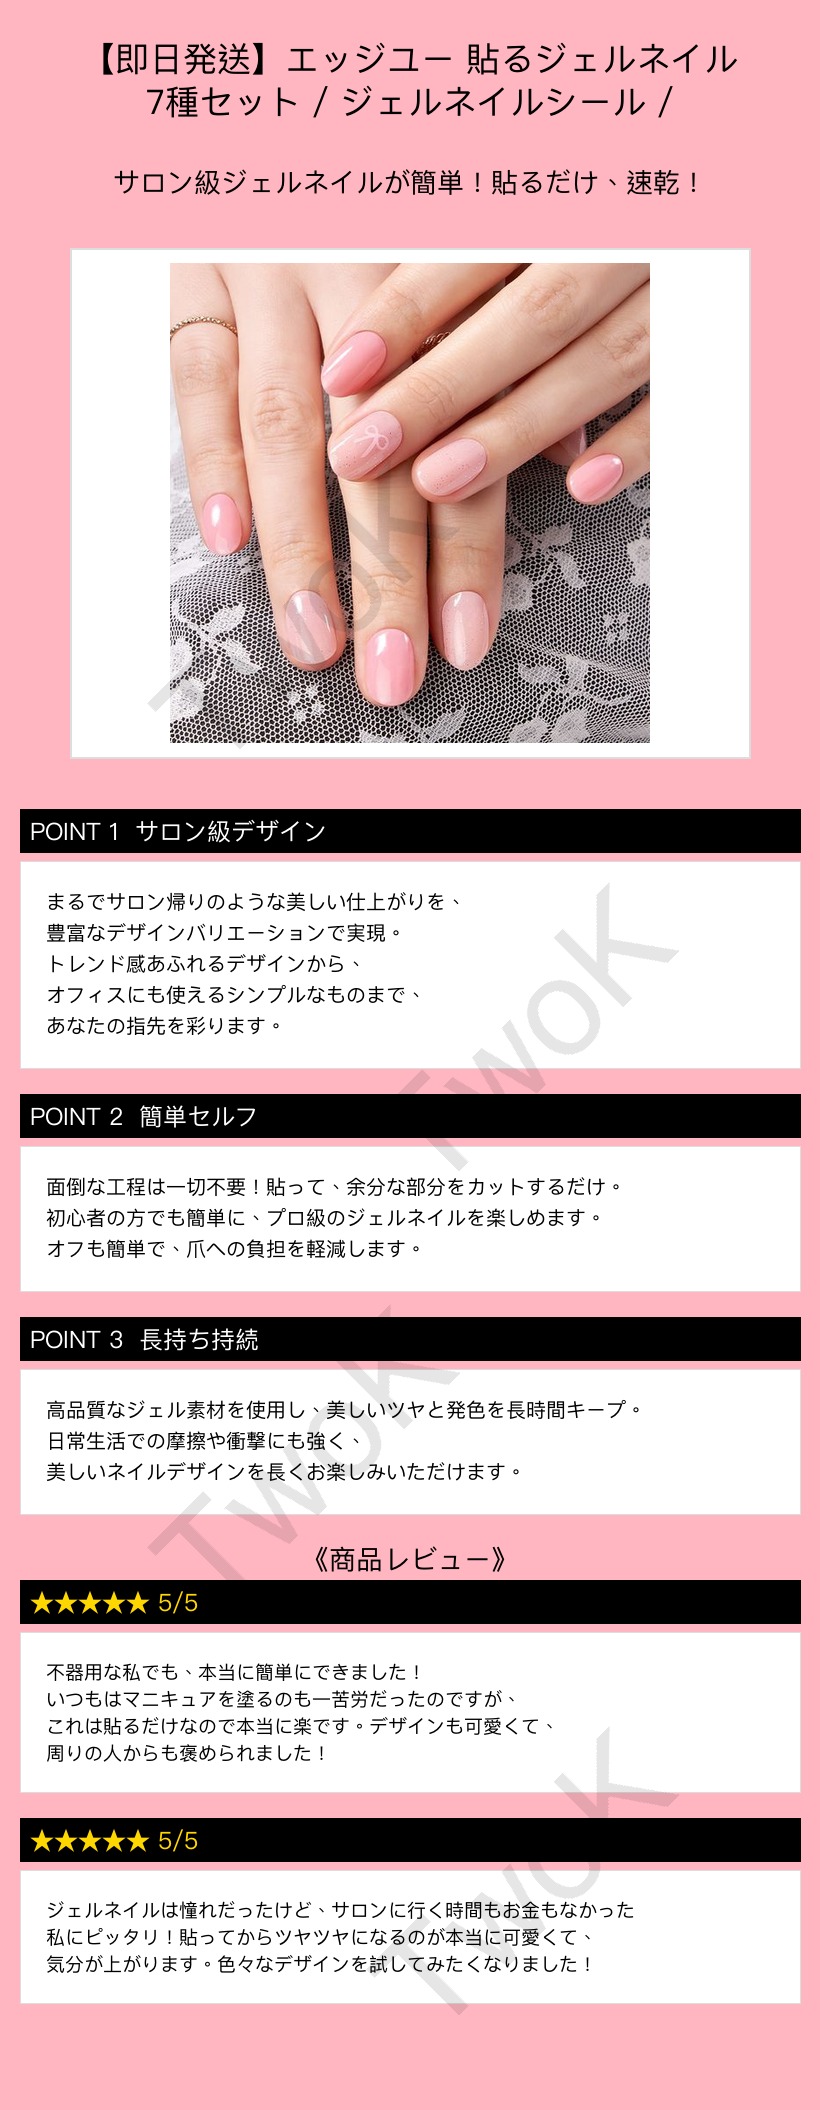 【即日発送】エッジユー 貼るジェルネイル
7種セット / ジェルネイルシール /
サロン級ジェルネイルが簡単！貼るだけ、速乾！
TwoK
POINT 1 サロン級デザイン
まるでサロン帰りのような美しい仕上がりを、
豊富なデザインバリエーションで実現。
トレンド感あふれるデザインから、
オフィスにも使えるシンプルなものまで、
あなたの指先を彩ります。
TwoK
POINT 2 簡単セルフ
面倒な工程は一切不要！貼って、余分な部分をカットするだけ。
初心者の方でも簡単に、プロ級のジェルネイルを楽しめます。
オフも簡単で、爪への負担を軽減します。
POINT 3 長持ち持続
高品質なジェル素材を使用し、美しいツヤと発色を長時間キープ。
日常生活での摩擦や衝撃にも強く、
美しいネイルデザインを長くお楽しみいただけます。
TwoK
《商品レビュー》
★★★★★ 5/5
不器用な私でも、本当に簡単にできました！
いつもはマニキュアを塗るのも一苦労だったのですが、
これは貼るだけなので本当に楽です。デザインも可愛くて、
周りの人からも褒められました！
★★★★★ 5/5
ジェルネイルは憧れだったけど、サロンに行く時間もお金もなかった
私にピッタリ！貼ってからツヤツヤになるのが本当に可愛くて、
気分が上がります。色々なデザインを試してみたくなりました！
TwoK